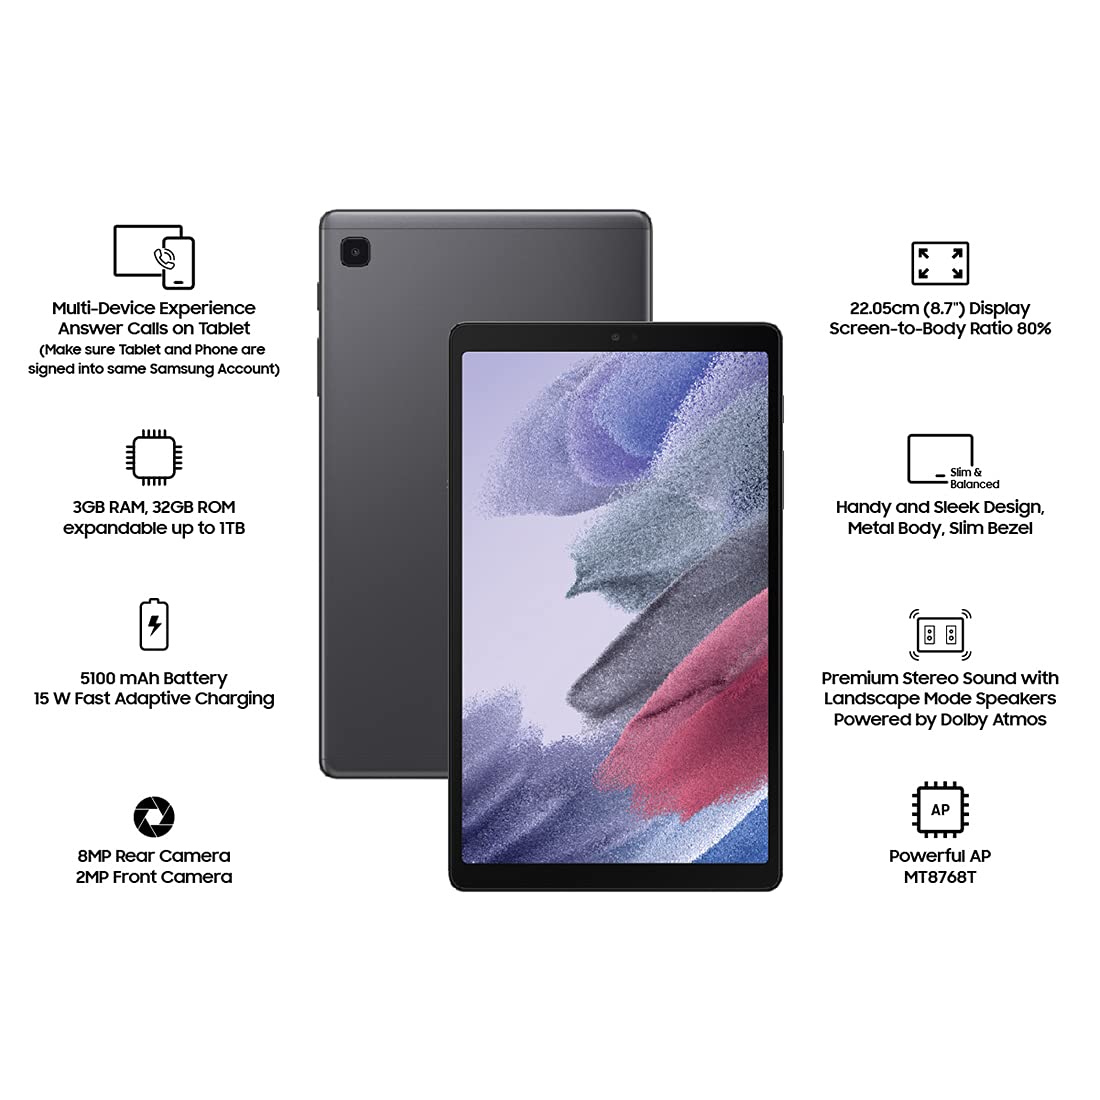 Multi-Device Experience
Answer Calls on Tablet
(Make sure Tablet and Phone are
signed into same Samsung Account)
3GB RAM, 32GB ROM
expandable up to 1TB
5100 mAh Battery
15 W Fast Adaptive Charging
8MP Rear Camera
2MP Front Camera
22.05cm (8.7") Display
Screen-to-Body Ratio 80%
Slim &
Balanced
Handy and Sleek Design,
Metal Body, Slim Bezel
Premium Stereo Sound with
Landscape Mode Speakers
Powered by Dolby Atmos
AP
Powerful AP
MT8768T